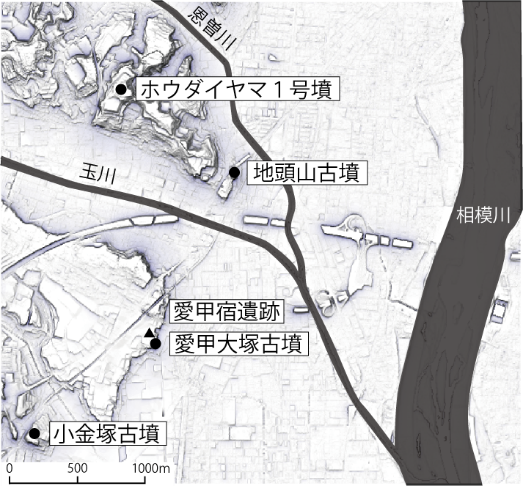 恩曽川
ホウダイヤマ１号墳
地頭山古墳
玉川
相模川
愛甲宿遺跡
愛甲大塚古墳
小金塚古墳
0 500 1000m